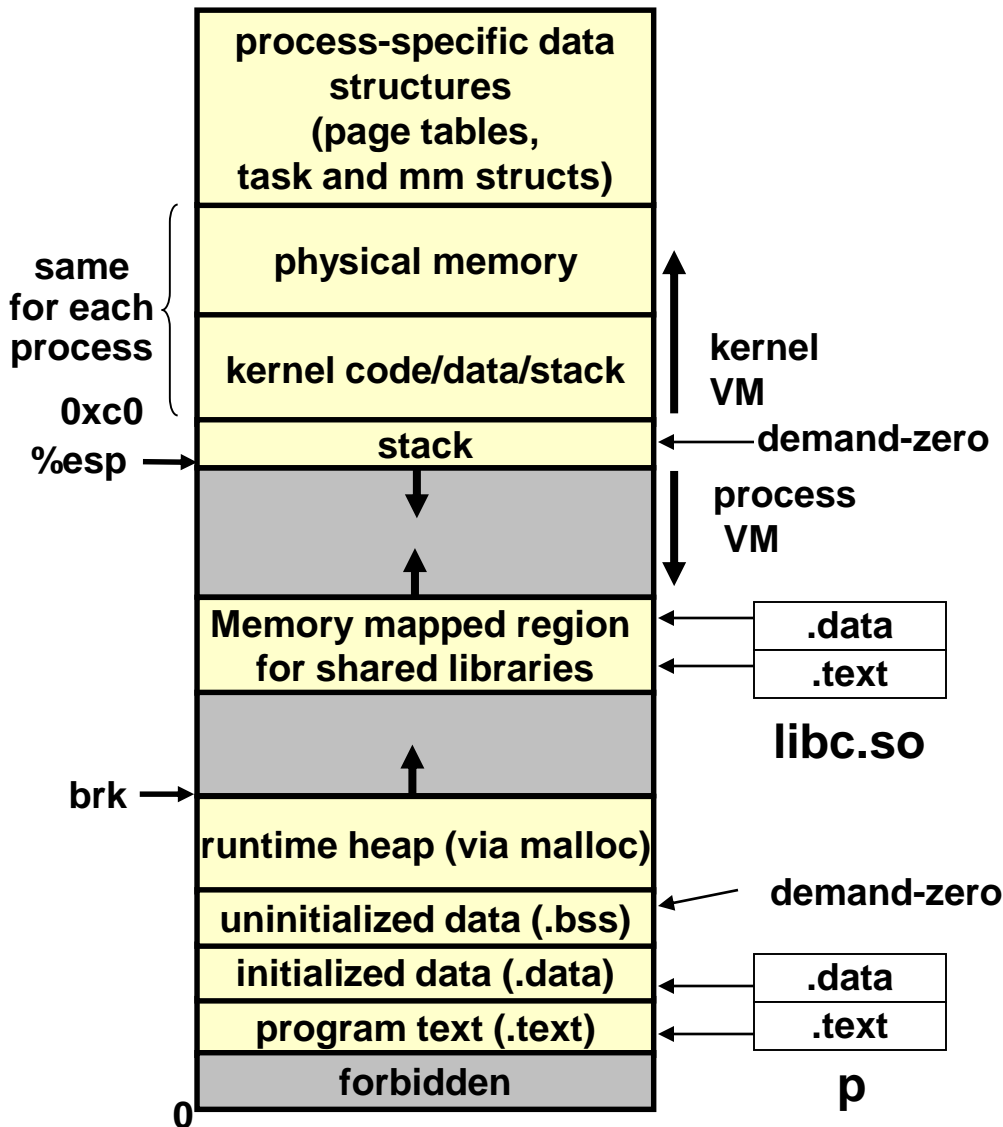 process-specific data
structures
(page tables,
task and mm structs)
same
for each
process
physical memory
kernel code/data/stack
kernel
VM
0xc0
%esp
stack
demand-zero
process
VM
Memory mapped region
for shared libraries
.data
.text
libc.so
brk
runtime heap (via malloc)
uninitialized data (.bss)
demand-zero
initialized data (.data)
program text (.text)
.data
.text
p
forbidden
0